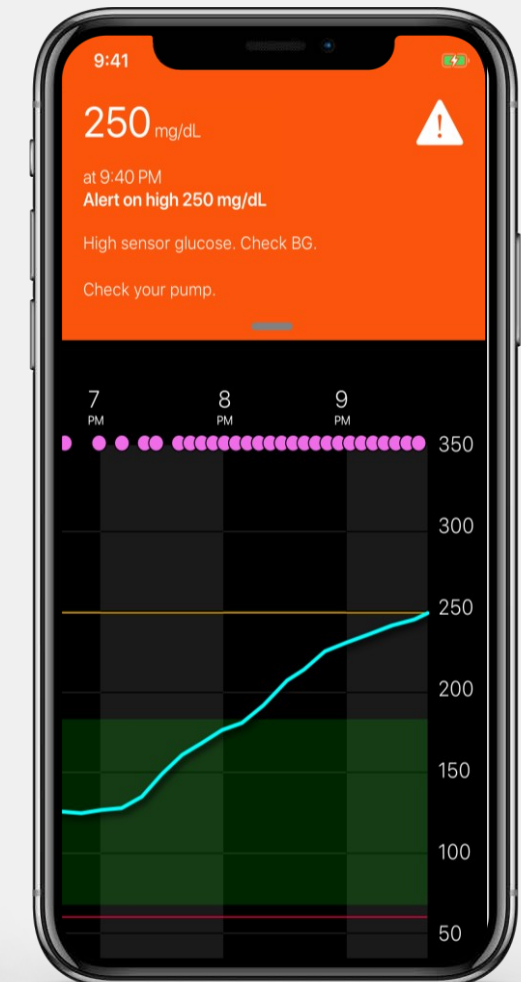 9:41
250 mg/dL
at 9:40 PM
Alert on high 250 mg/dL
High sensor glucose. Check BG.
Check your pump.
7 8 9
PM PM PM
350
300
250
200
150
100
50